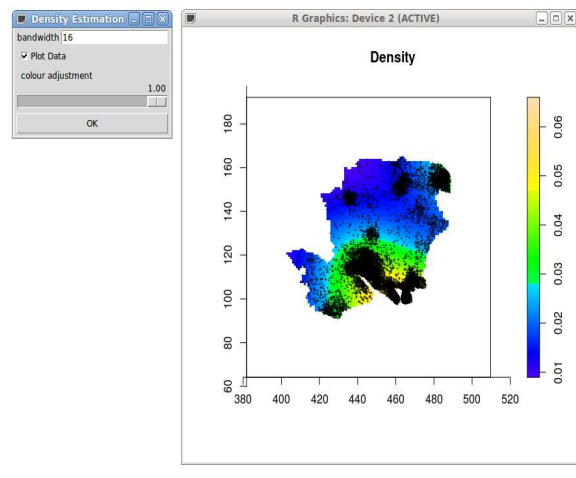 Density Estimation
bandwidth 16
Plot Data
colour adjustment
1.00
OK
R Graphics: Device 2 (ACTIVE)
Density
180
160
140
120
100
80
60
380 400 420 440 460 480 500 520
0.06
0.05
0.04
0.03
0.02
0.01